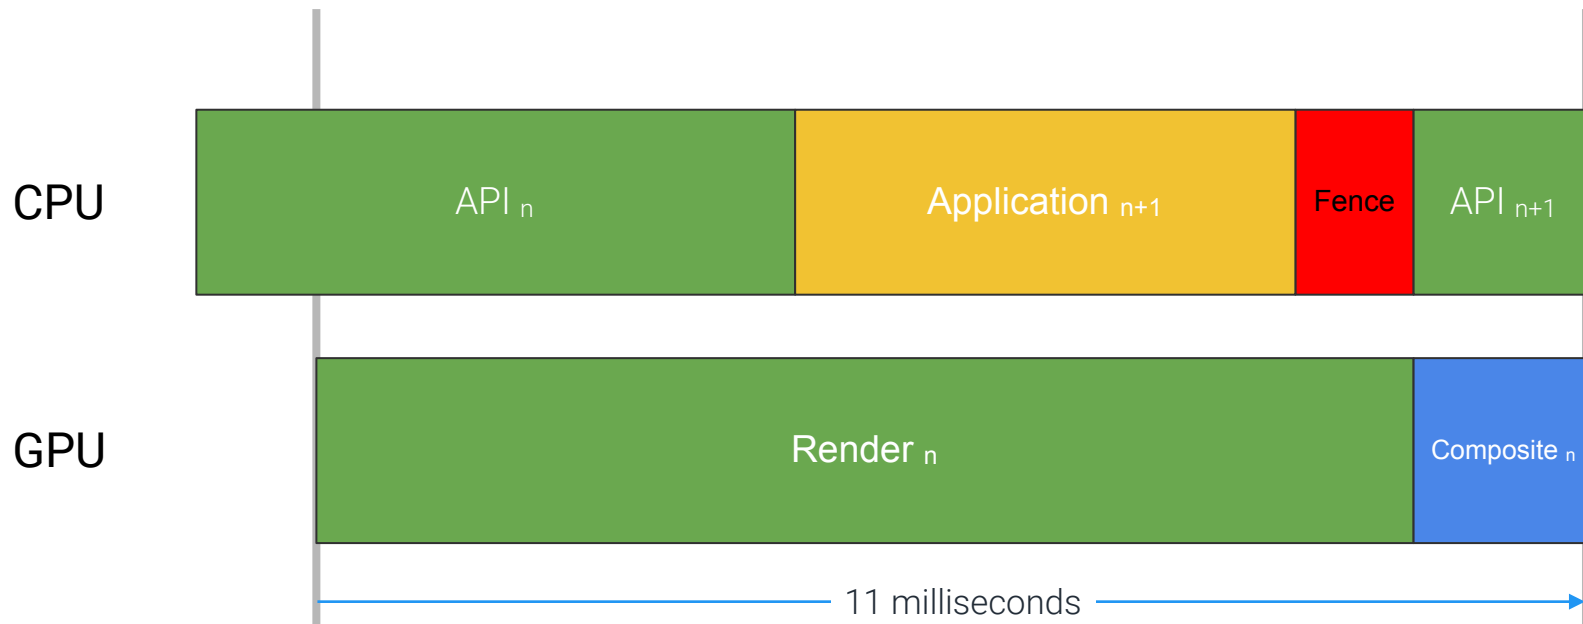 CPU
API n
Application n+1
Fence
API n+1
GPU
Render n
Composite n
11 milliseconds